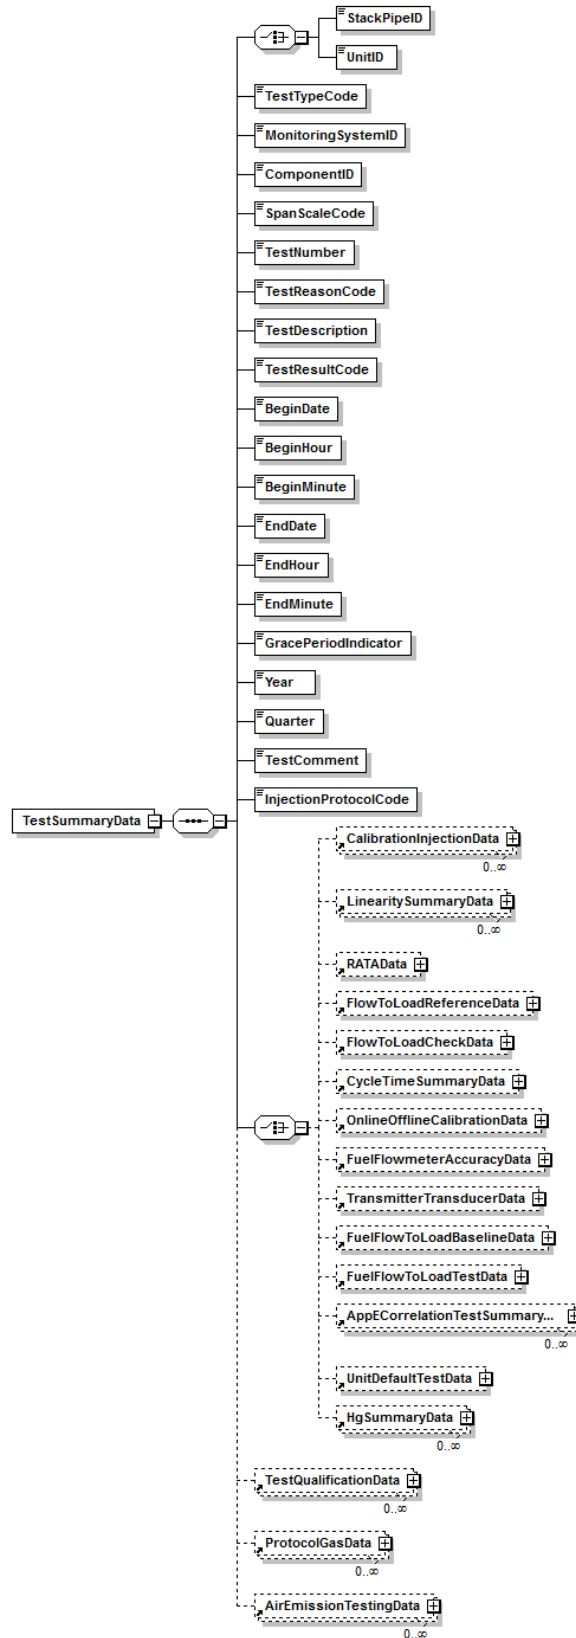 StackPipeID
UnitID
TestTypeCode
MonitoringSystemID
ComponentID
SpanScaleCode
TestNumber
TestReasonCode
TestDescription
TestResultCode
BeginDate
BeginHour
BeginMinute
EndDate
EndHour
EndMinute
GracePeriodIndicator
Year
Quarter
TestComment
InjectionProtocolCode
TestSummaryData
CalibrationInjectionData
0..∞
LinearitySummaryData
0..∞
RATAData
FlowToLoadReferenceData
FlowToLoadCheckData
CycleTimeSummaryData
OnlineOfflineCalibrationData
FuelFlowmeterAccuracyData
TransmitterTransducerData
FuelFlowToLoadBaselineData
FuelFlowToLoadTestData
AppECorrelationTestSummary...
0..∞
UnitDefaultTestData
HgSummaryData
0..∞
TestQualificationData
0..∞
ProtocolGasData
0..∞
AirEmissionTestingData
0..∞